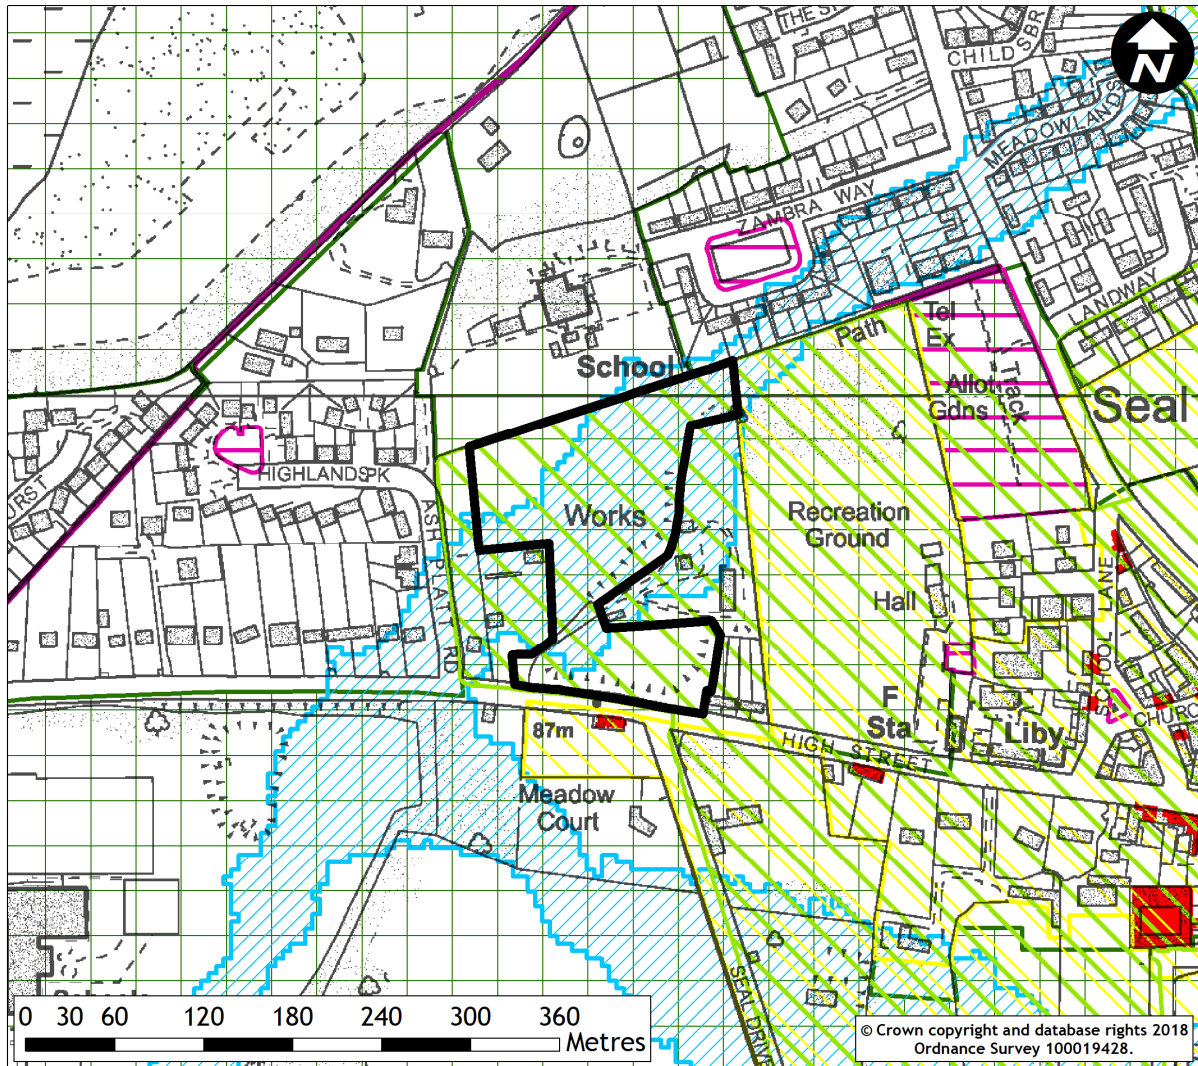 THE S
CHILDSBR
N
MEADOWLANDS
ZAMBRA WAY
LANDWAY
Path
Tel
Ex
School
Allot
Gdns
Track
Seal
HIGHLANDS PK
URST
ASH PLATT RD
Works
Recreation
Ground
Hall
SCHOOL LANE
F
Sta
Liby
CHURC
87m
HIGH STREET
Meadow
Court
SEAL DRIVE
0 30 60 120 180 240 300 360
Metres
© Crown copyright and database rights 2018
Ordnance Survey 100019428.